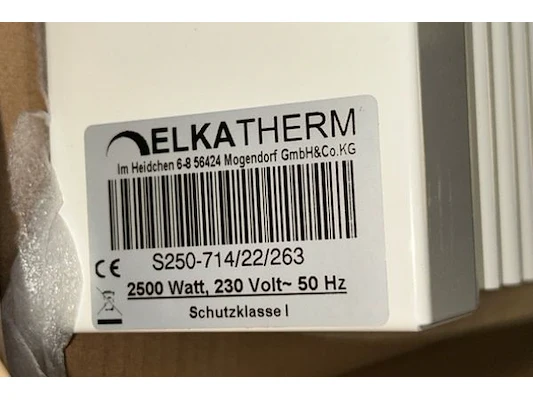 ELKATHERM
Im Heidchen 6-8 56424 Mogendorf GmbH&Co.KG
S250-714/22/263
CE
2500 Watt, 230 Volt~ 50 Hz
Schutzklasse I